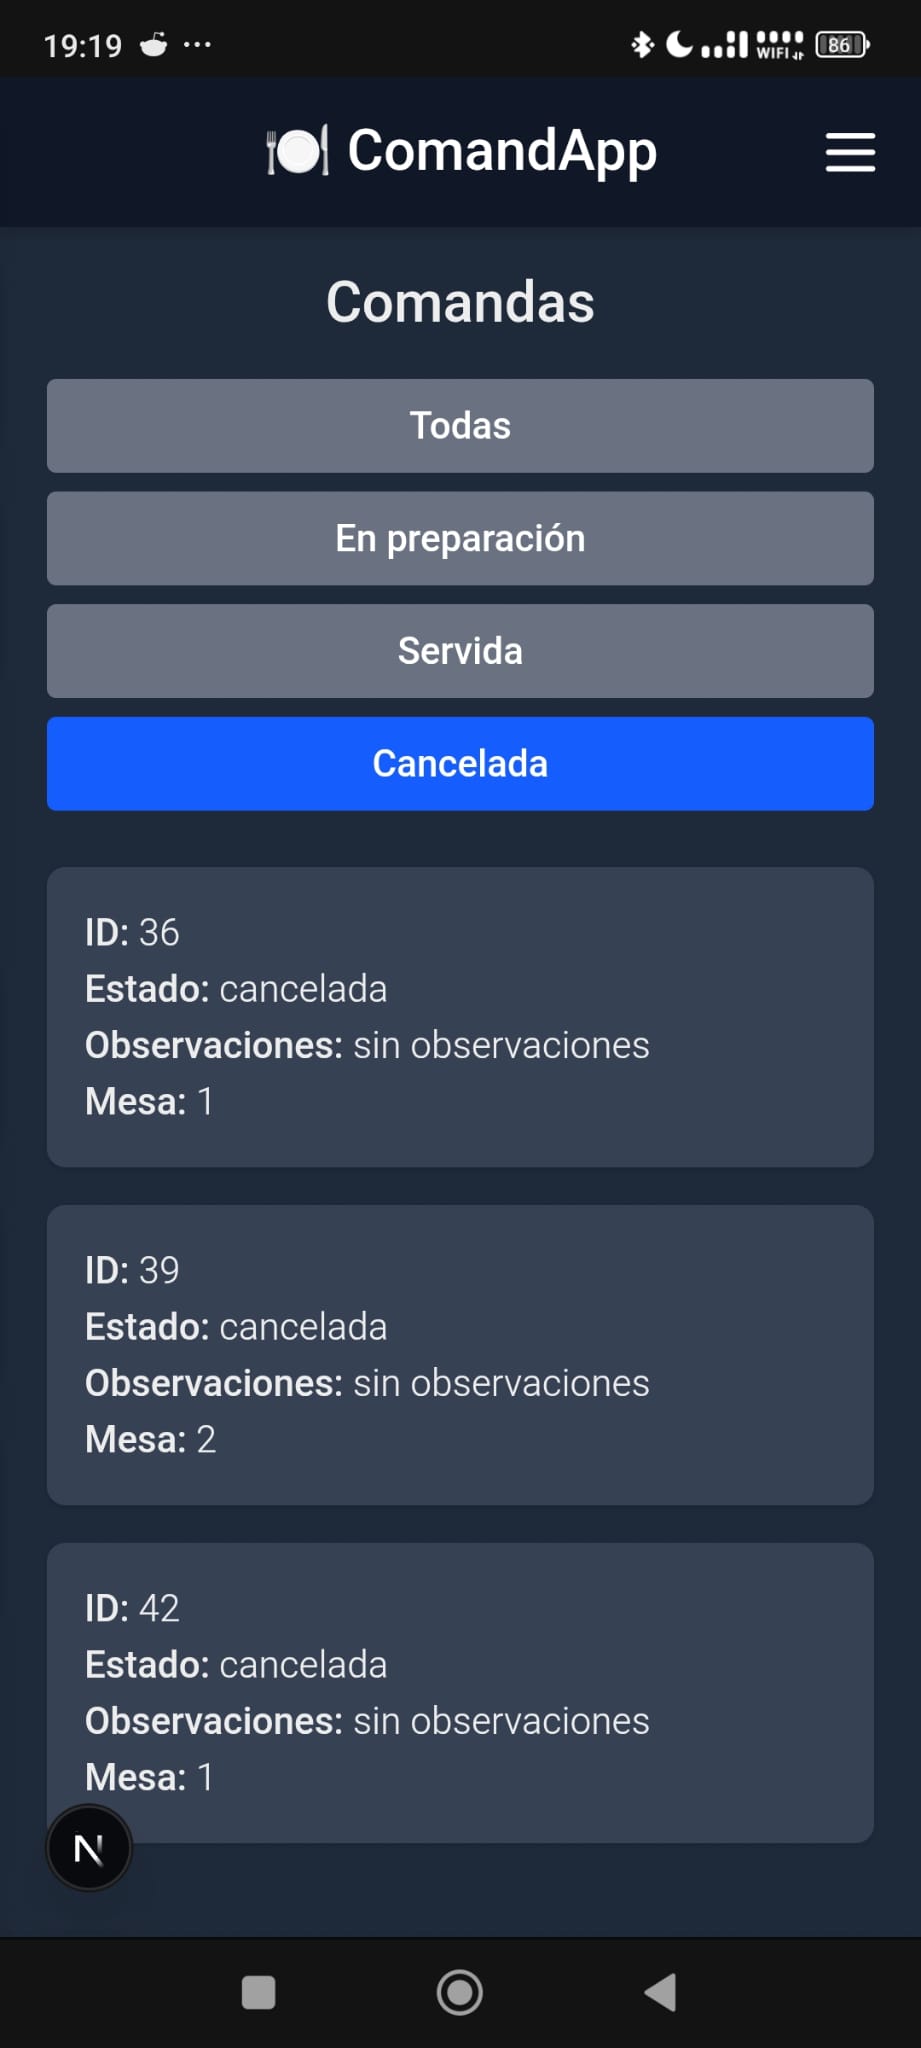 19:19
WIFI
86
ComandApp
Comandas
Todas
En preparación
Servida
Cancelada
ID: 36
Estado: cancelada
Observaciones: sin observaciones
Mesa: 1
ID: 39
Estado: cancelada
Observaciones: sin observaciones
Mesa: 2
ID: 42
Estado: cancelada
Observaciones: sin observaciones
Mesa: 1
N